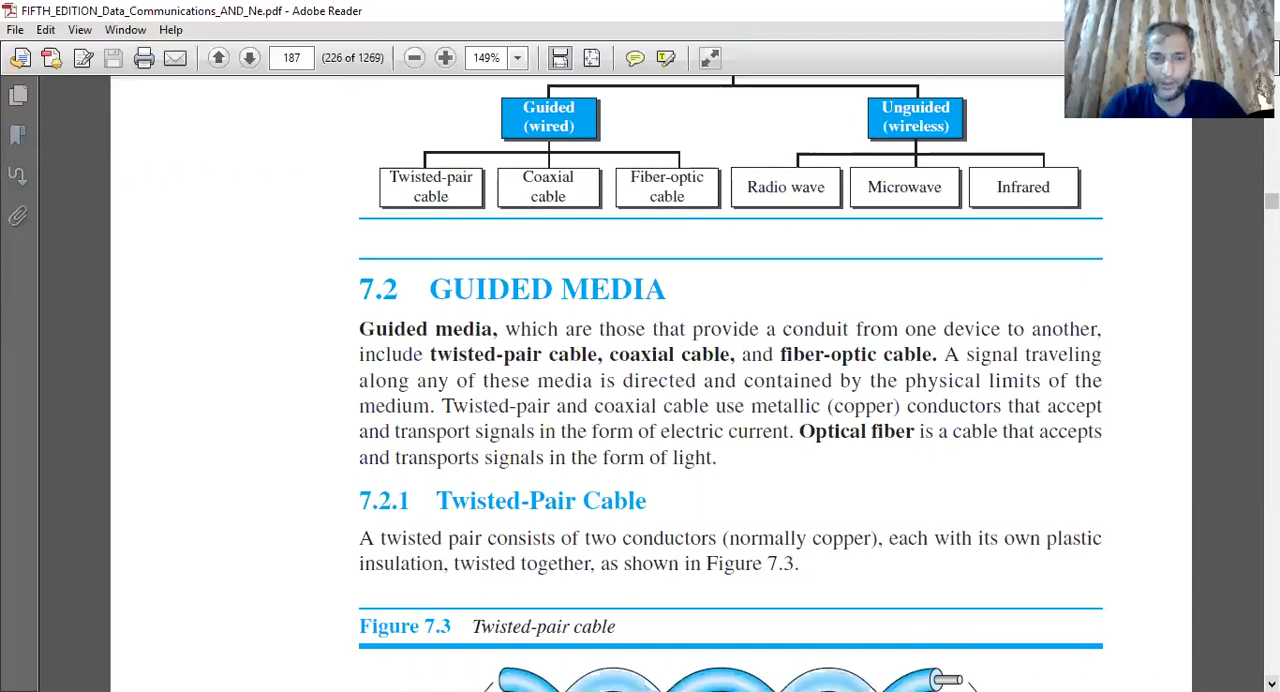 FIFTH_EDITION_Data_Communications_AND_Ne.pdf - Adobe Reader
File Edit View Window Help
187 (226 of 1269) 149%
Guided
(wired)
Unguided
(wireless)
Twisted-pair
cable
Coaxial
cable
Fiber-optic
cable
Radio wave
Microwave
Infrared
7.2 GUIDED MEDIA
Guided media, which are those that provide a conduit from one device to another,
include twisted-pair cable, coaxial cable, and fiber-optic cable. A signal traveling
along any of these media is directed and contained by the physical limits of the
medium. Twisted-pair and coaxial cable use metallic (copper) conductors that accept
and transport signals in the form of electric current. Optical fiber is a cable that accepts
and transports signals in the form of light.
7.2.1 Twisted-Pair Cable
A twisted pair consists of two conductors (normally copper), each with its own plastic
insulation, twisted together, as shown in Figure 7.3.
Figure 7.3 Twisted-pair cable